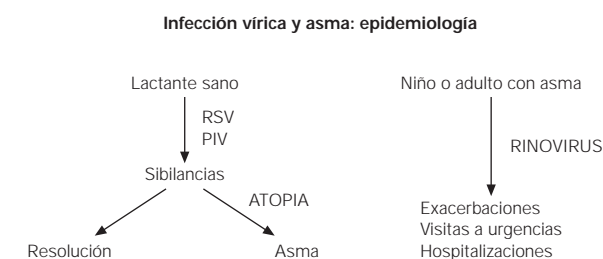 Infección vírica y asma: epidemiología
Lactante sano
RSV
PIV
Sibilancias
ATOPIA
Resolución
Asma
Niño o adulto con asma
RINOVIRUS
Exacerbaciones
Visitas a urgencias
Hospitalizaciones